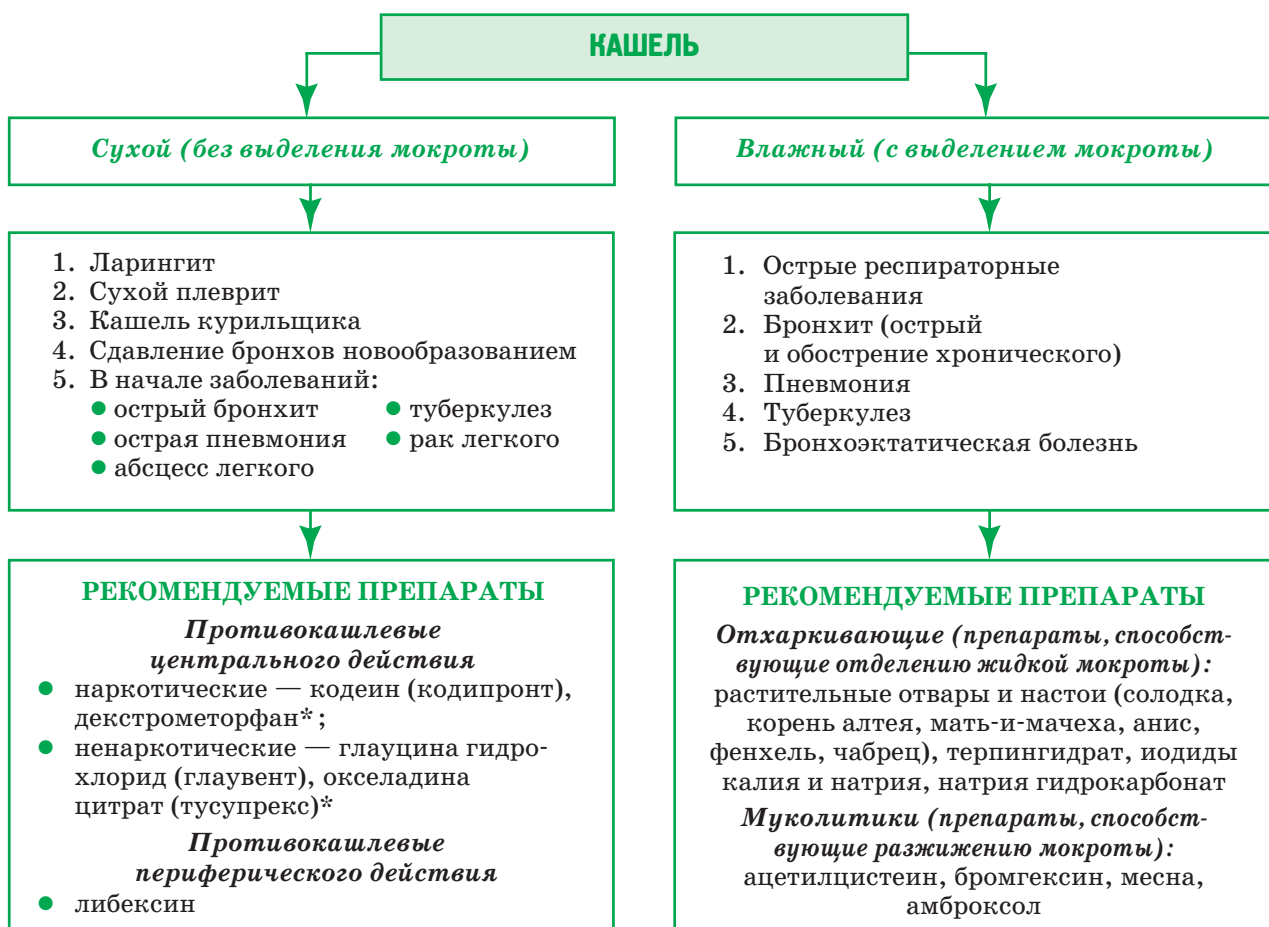 КАШЕЛЬ
Сухой (без выделения мокроты)
1. Ларингит
2. Сухой плеврит
3. Кашель курильщика
4. Сдавление бронхов новообразованием
5. В начале заболеваний:
● острый бронхит ● туберкулез
● острая пневмония ● рак легкого
● абсцесс легкого
РЕКОМЕНДУЕМЫЕ ПРЕПАРАТЫ
Противокашлевые
центрального действия
● наркотические — кодеин (кодипронт),
декстрометорфан*;
● ненаркотические — глауцина гидро-
хлорид (глаувент), окселадина
цитрат (тусупрекс)*
Противокашлевые
периферического действия
● либексин
Влажный (с выделением мокроты)
1. Острые респираторные
заболевания
2. Бронхит (острый
и обострение хронического)
3. Пневмония
4. Туберкулез
5. Бронхоэктатическая болезнь
РЕКОМЕНДУЕМЫЕ ПРЕПАРАТЫ
Отхаркивающие (препараты, способст-
вующие отделению жидкой мокроты):
растительные отвары и настои (солодка,
корень алтея, мать-и-мачеха, анис,
фенхель, чабрец), терпингидрат, иодиды
калия и натрия, натрия гидрокарбонат
Муколитики (препараты, способст-
вующие разжижению мокроты):
ацетилцистеин, бромгексин, месна,
амброксол